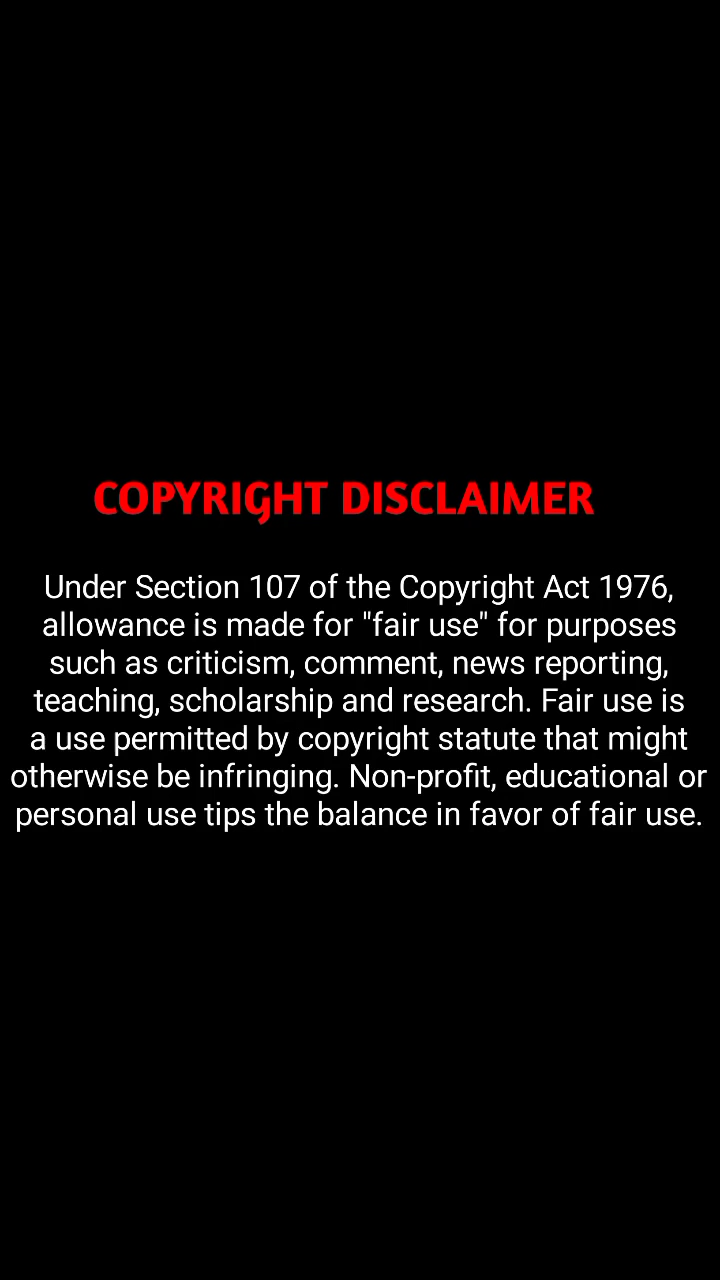 COPYRIGHT DISCLAIMER
Under Section 107 of the Copyright Act 1976,
allowance is made for "fair use" for purposes
such as criticism, comment, news reporting,
teaching, scholarship and research. Fair use is
a use permitted by copyright statute that might
otherwise be infringing. Non-profit, educational or
personal use tips the balance in favor of fair use.